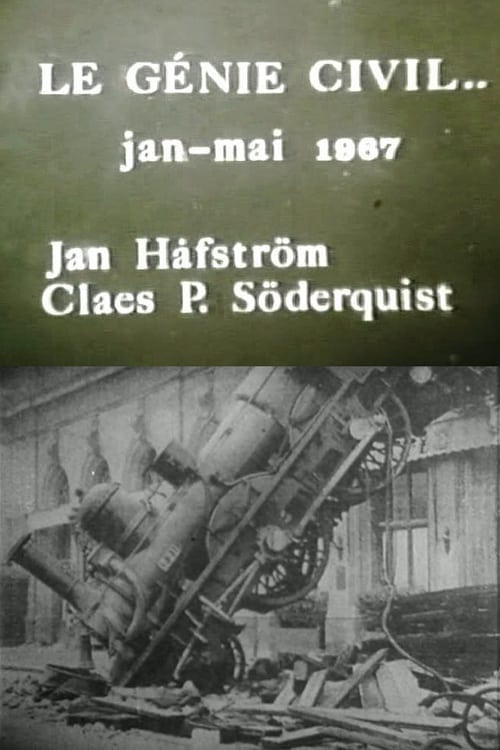 LE GÉNIE CIVIL..
jan-mai 1967
Jan Håfström
Claes P. Söderquist